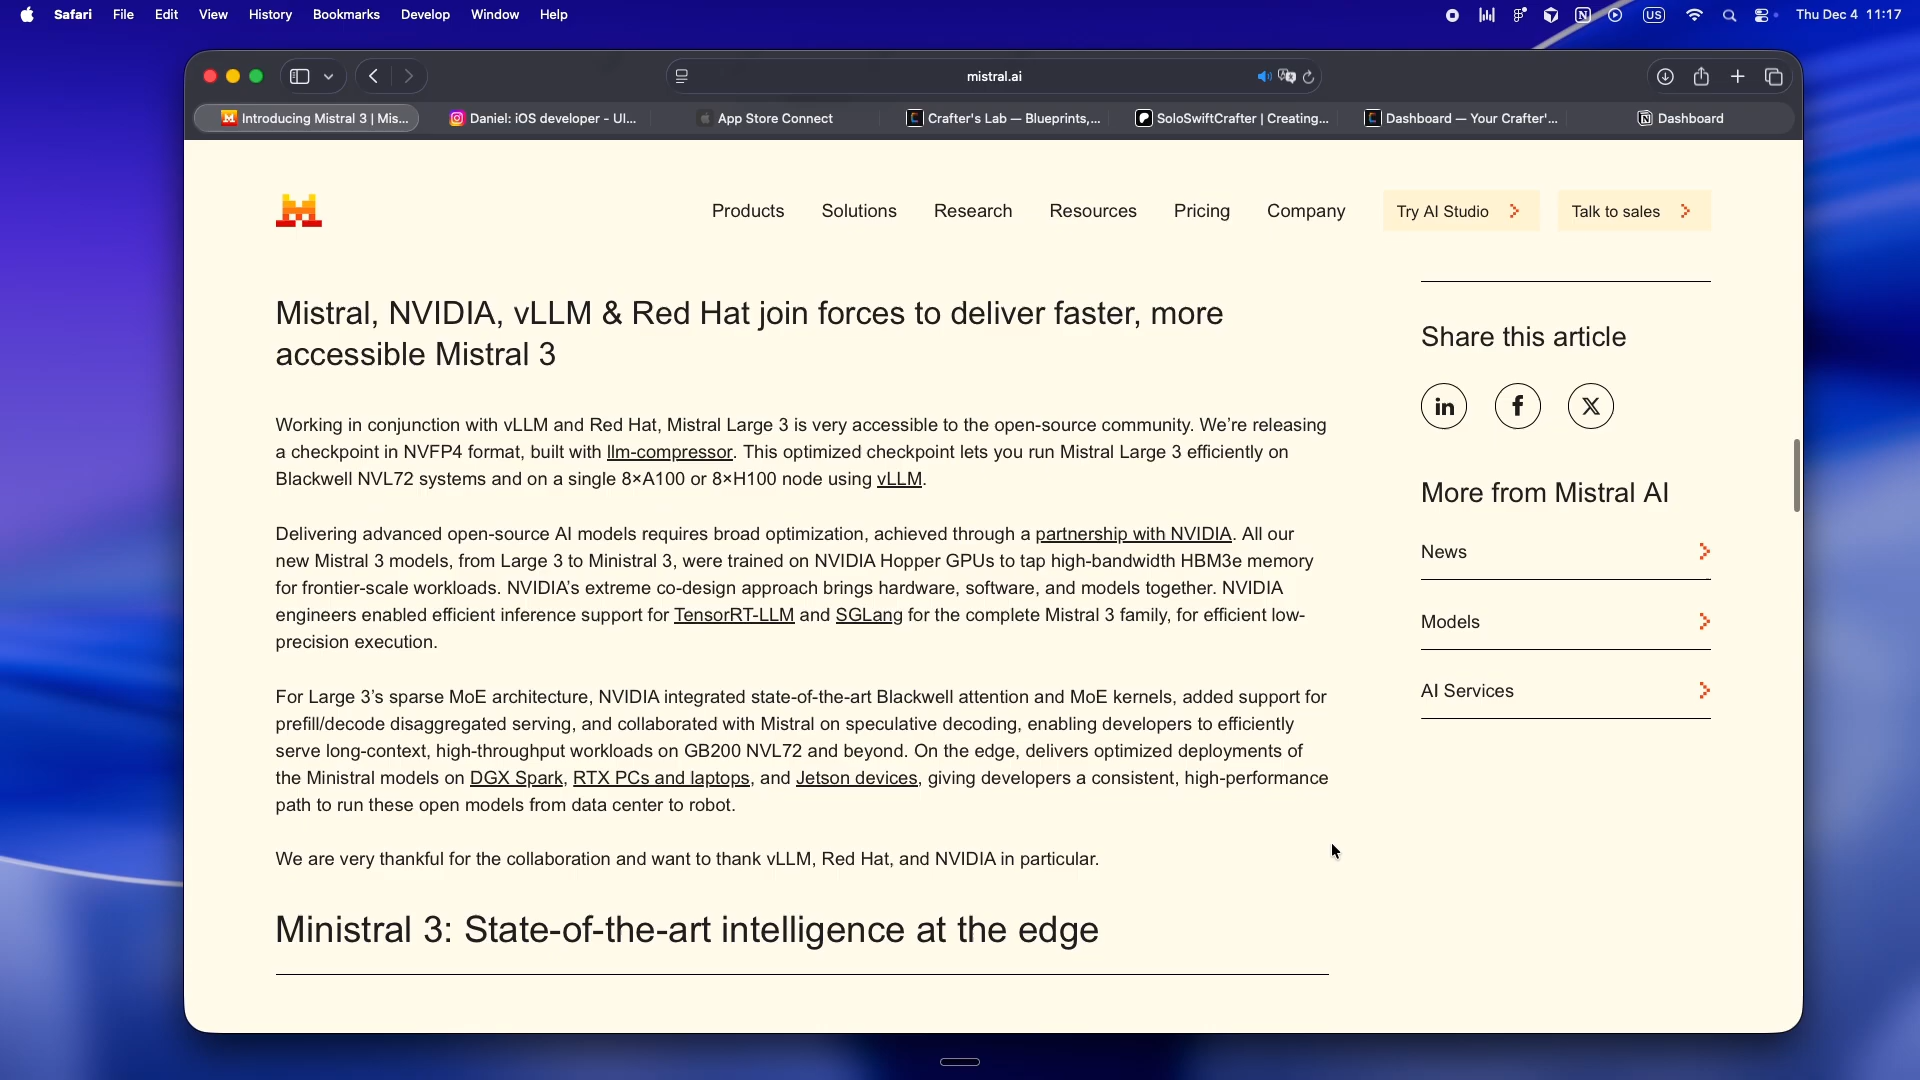 Safari File Edit View History Bookmarks Develop Window Help
US
Thu Dec 4 11:17
mistral.ai
Introducing Mistral 3 | Mis...
Daniel: iOS developer - UI...
App Store Connect
Crafter's Lab — Blueprints,...
SoloSwiftCrafter | Creating...
Dashboard — Your Crafter'...
Dashboard
Products
Solutions
Research
Resources
Pricing
Company
Try AI Studio
Talk to sales
Mistral, NVIDIA, vLLM & Red Hat join forces to deliver faster, more
accessible Mistral 3
Working in conjunction with vLLM and Red Hat, Mistral Large 3 is very accessible to the open-source community. We’re releasing
a checkpoint in NVFP4 format, built with llm-compressor. This optimized checkpoint lets you run Mistral Large 3 efficiently on
Blackwell NVL72 systems and on a single 8×A100 or 8×H100 node using vLLM.
Delivering advanced open-source AI models requires broad optimization, achieved through a partnership with NVIDIA. All our
new Mistral 3 models, from Large 3 to Ministral 3, were trained on NVIDIA Hopper GPUs to tap high-bandwidth HBM3e memory
for frontier-scale workloads. NVIDIA’s extreme co-design approach brings hardware, software, and models together. NVIDIA
engineers enabled efficient inference support for TensorRT-LLM and SGLang for the complete Mistral 3 family, for efficient low-
precision execution.
For Large 3’s sparse MoE architecture, NVIDIA integrated state-of-the-art Blackwell attention and MoE kernels, added support for
prefill/decode disaggregated serving, and collaborated with Mistral on speculative decoding, enabling developers to efficiently
serve long-context, high-throughput workloads on GB200 NVL72 and beyond. On the edge, delivers optimized deployments of
the Ministral models on DGX Spark, RTX PCs and laptops, and Jetson devices, giving developers a consistent, high-performance
path to run these open models from data center to robot.
We are very thankful for the collaboration and want to thank vLLM, Red Hat, and NVIDIA in particular.
Ministral 3: State-of-the-art intelligence at the edge
Share this article
in f X
More from Mistral AI
News
Models
AI Services